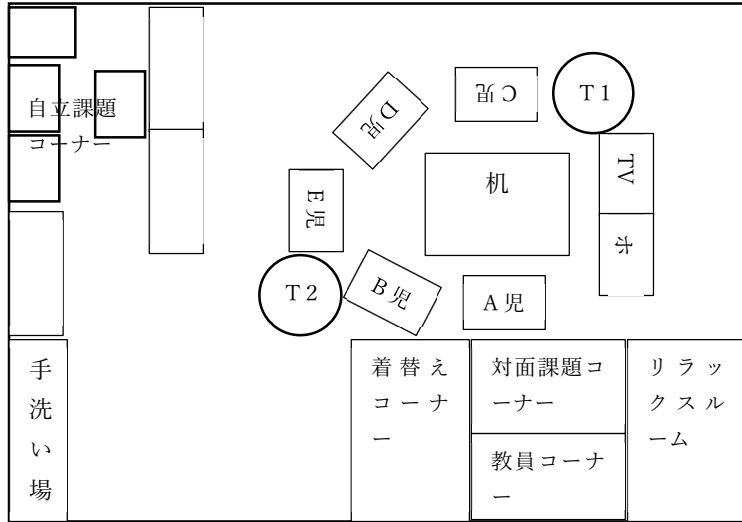 自立課題
コーナー
D児
C児
T1
机
TV
ホ
E児
T2
B児
A児
手
洗
い
場
着替え
コーナ
ー
対面課題コ
ーナー
教員コーナ
ー
リラッ
クスル
ーム